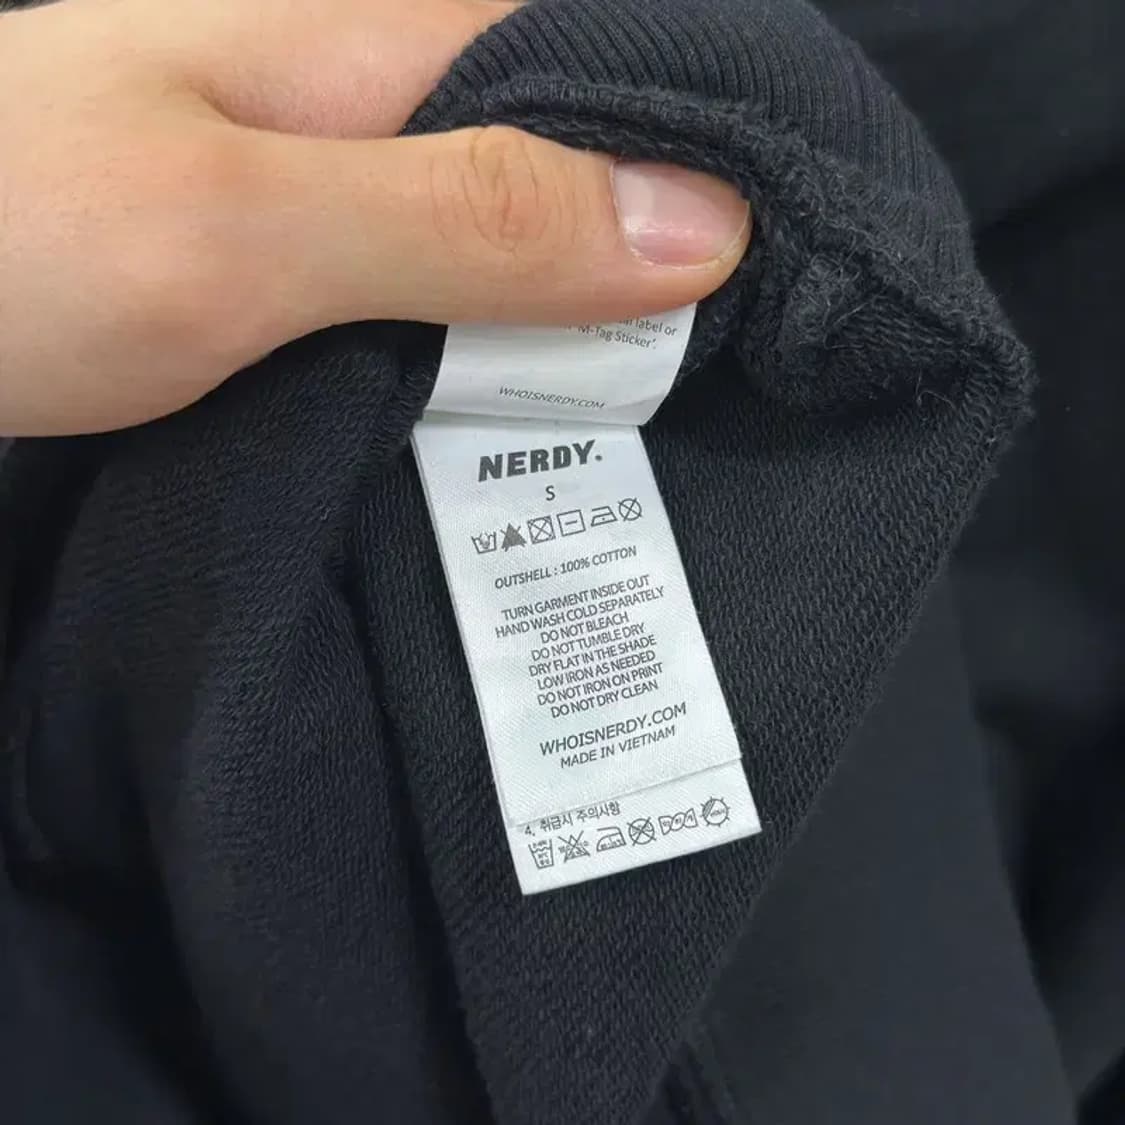 label or
'M-Tag Sticker'.
WHOISNERDY.COM
NERDY.
S
OUTSHELL : 100% COTTON
TURN GARMENT INSIDE OUT
HAND WASH COLD SEPARATELY
DO NOT BLEACH
DO NOT TUMBLE DRY
DRY FLAT IN THE SHADE
LOW IRON AS NEEDED
DO NOT IRON ON PRINT
DO NOT DRY CLEAN
WHOISNERDY.COM
MADE IN VIETNAM
4. 취급시 주의사항